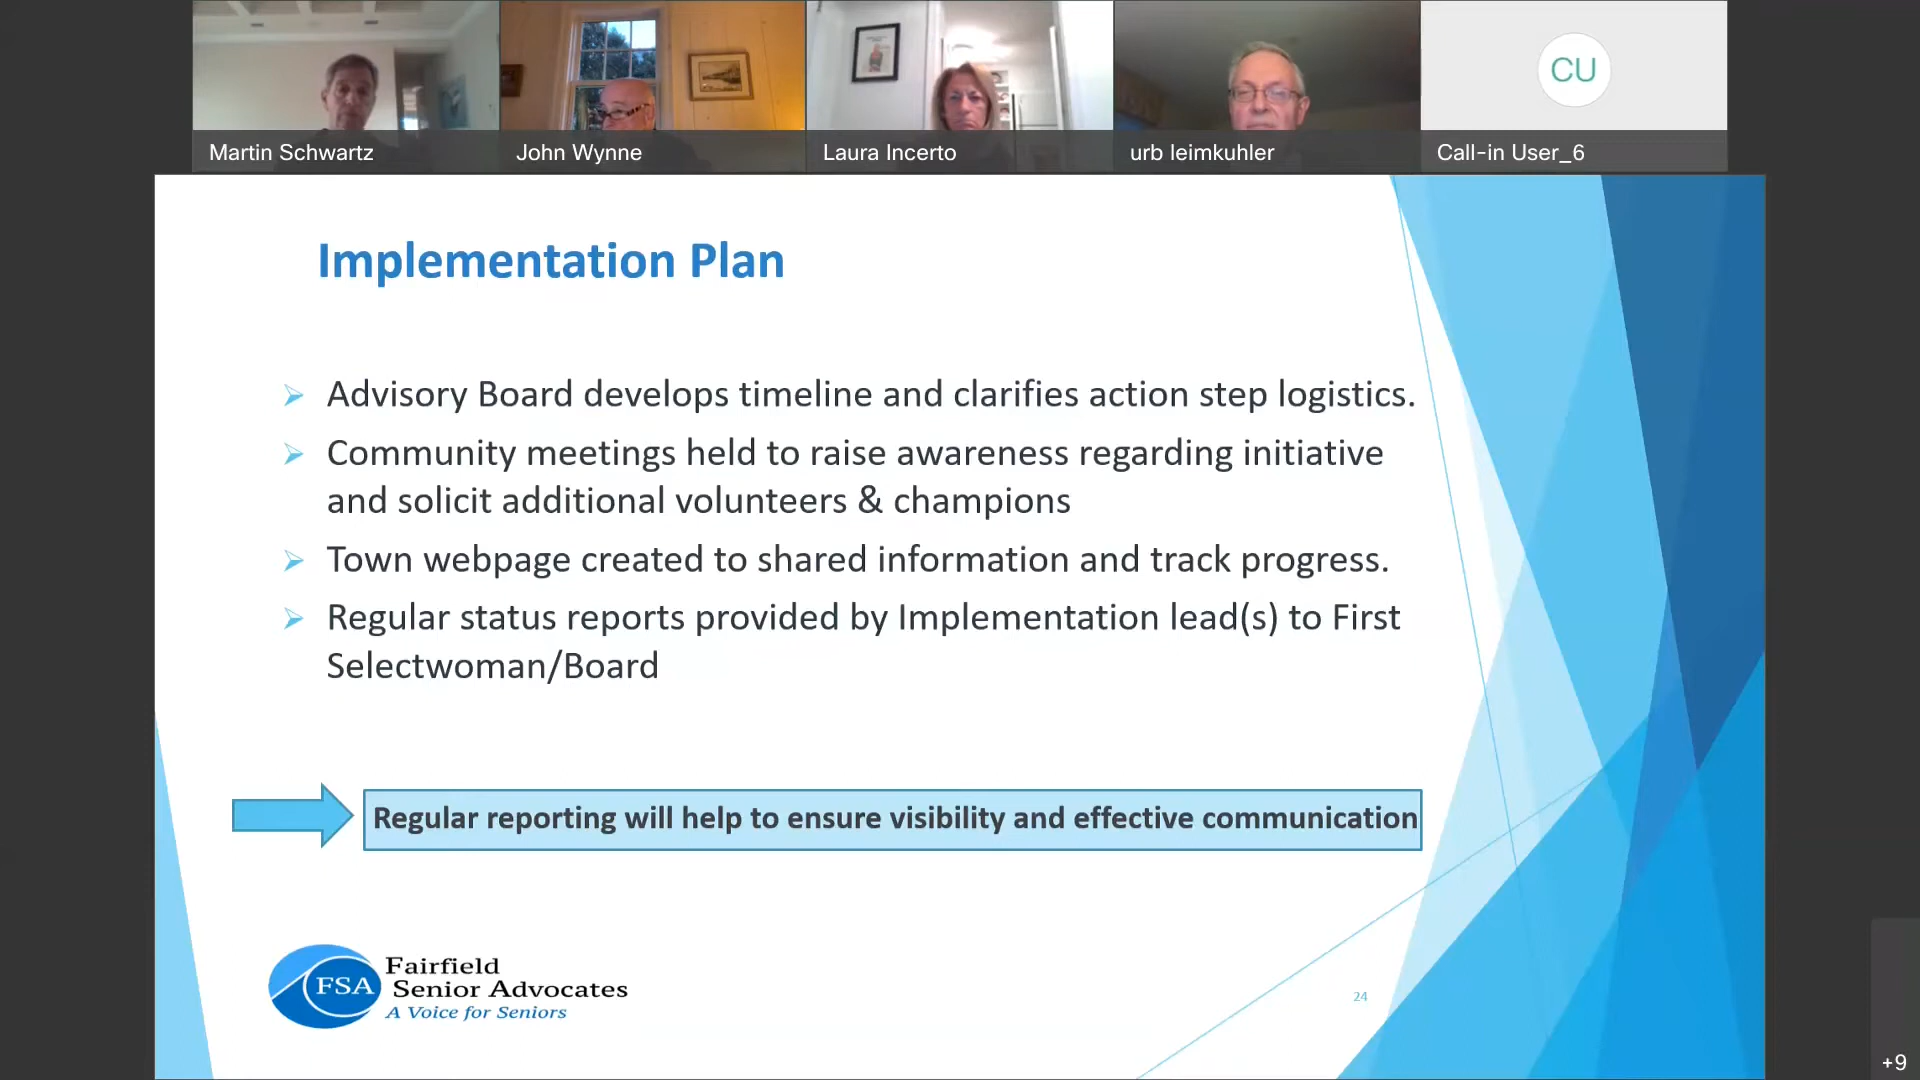 Martin Schwartz
John Wynne
Laura Incerto
urb leimkuhler
CU
Call-in User_6
Implementation Plan
Advisory Board develops timeline and clarifies action step logistics.
Community meetings held to raise awareness regarding initiative
and solicit additional volunteers & champions
Town webpage created to shared information and track progress.
Regular status reports provided by Implementation lead(s) to First
Selectwoman/Board
Regular reporting will help to ensure visibility and effective communication
FSA
Fairfield
Senior Advocates
A Voice for Seniors
24
+9